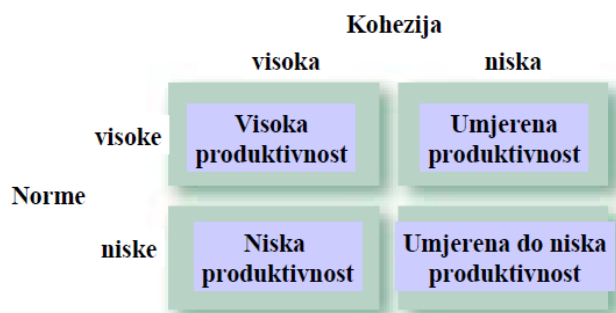 Kohezija
visoka niska
visoke
Visoka
produktivnost
Umjerena
produktivnost
Norme
niske
Niska
produktivnost
Umjerena do niska
produktivnost